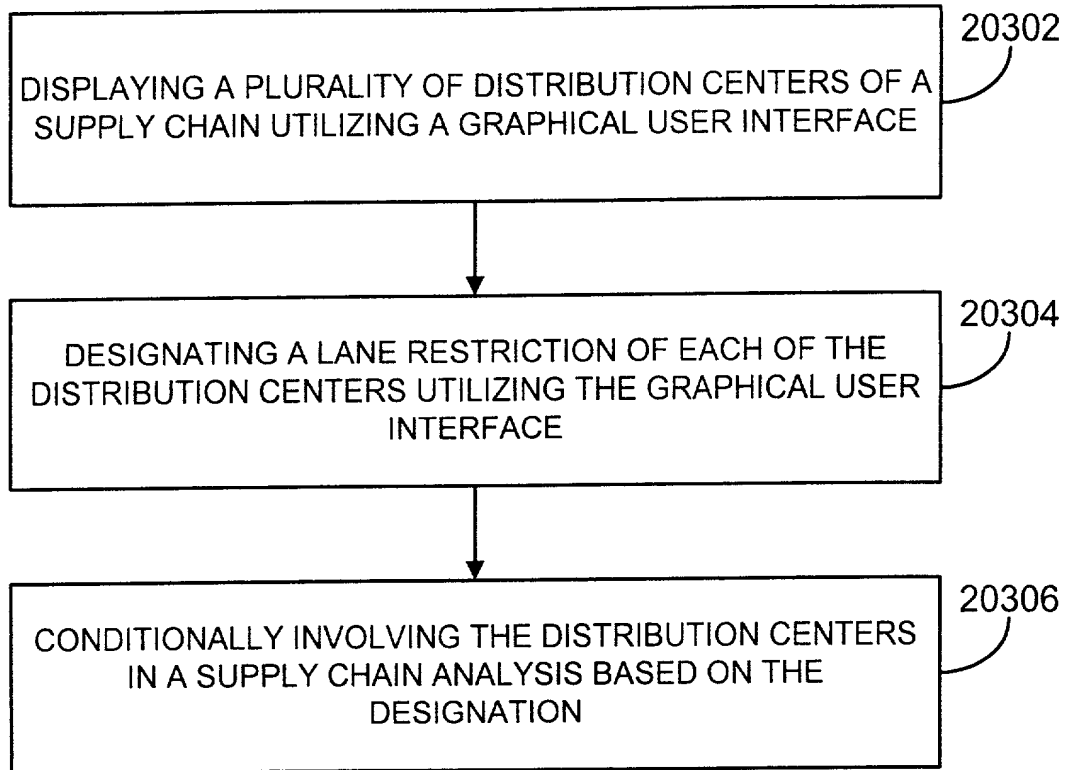 20302
DISPLAYING A PLURALITY OF DISTRIBUTION CENTERS OF A
SUPPLY CHAIN UTILIZING A GRAPHICAL USER INTERFACE
20304
DESIGNATING A LANE RESTRICTION OF EACH OF THE
DISTRIBUTION CENTERS UTILIZING THE GRAPHICAL USER
INTERFACE
20306
CONDITIONALLY INVOLVING THE DISTRIBUTION CENTERS
IN A SUPPLY CHAIN ANALYSIS BASED ON THE
DESIGNATION